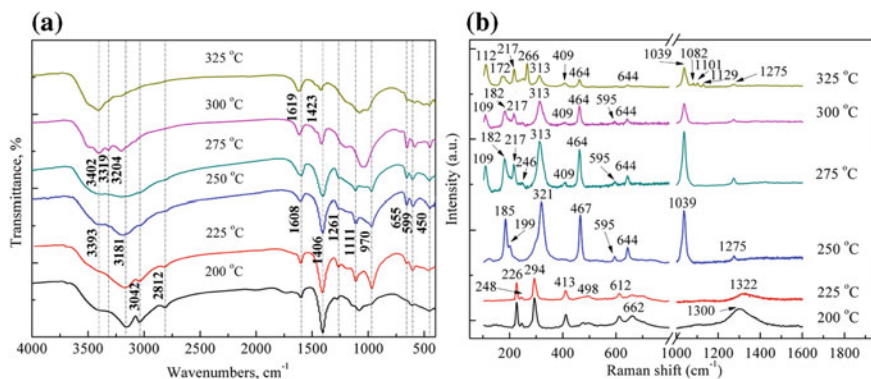 (a)
325 °C
300 °C
275 °C
250 °C
225 °C
200 °C
1619
1423
3402
3319
3204
3393
3181
3042
2812
1608
1406
1261
1111
970
655
599
450
Transmittance, %
4000 3000 2000 1500 1000 500
Wavenumbers, cm⁻¹
(b)
112 217 266 409 1039 1082
172 313 464 644 1101 1129 1275
325 °C
182 217 313 464 595
109 409 644
300 °C
182 217 313 464
109 246 409 595 644
275 °C
321
185 199 467 595 644 1039 1275
250 °C
226 294 413 612 1322
248 498
225 °C
662 1300
200 °C
Intensity (a.u.)
200 400 600 1000 1200 1400 1600 1800
Raman shift (cm⁻¹)